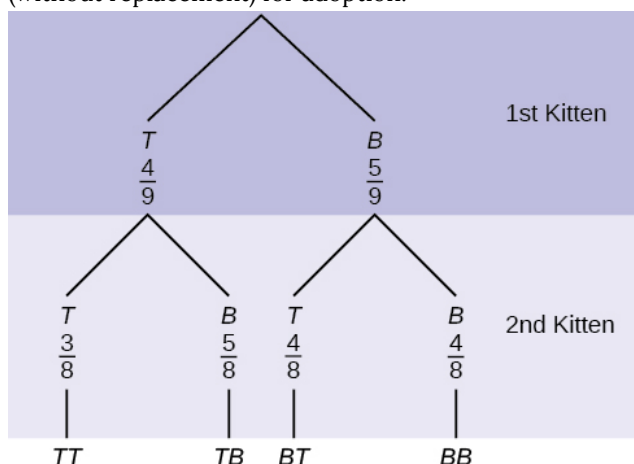 (without replacement) for adoption.
1st Kitten
T B
4/9 5/9
2nd Kitten
T B T B
3/8 5/8 4/8 4/8
TT TB BT BB